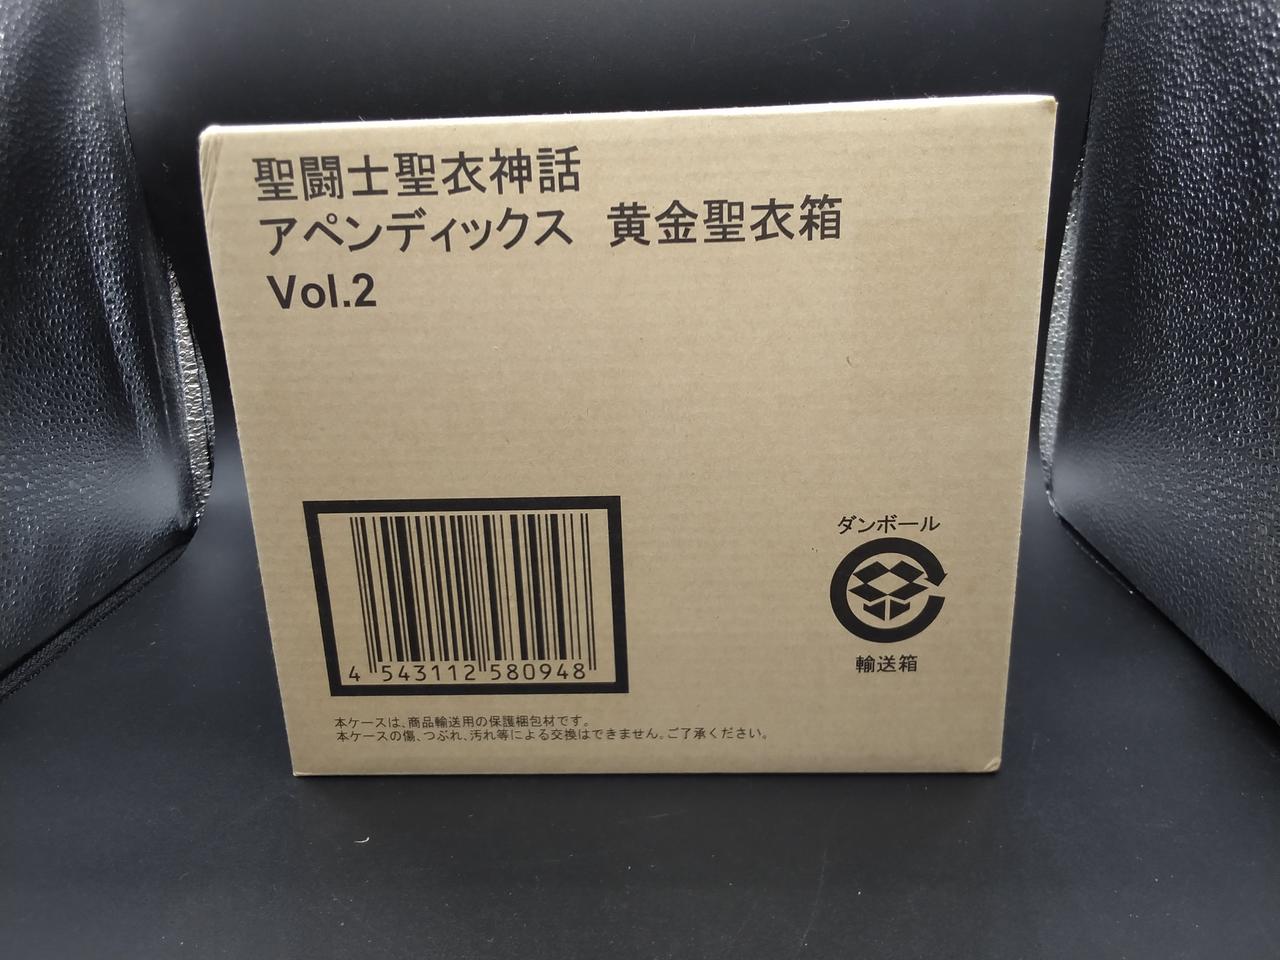 聖闘士聖衣神話
アペンディックス 黄金聖衣箱
Vol.2
ダンボール
輸送箱
4 543112 580948
本ケースは、商品輸送用の保護梱包材です。
本ケースの傷、つぶれ、汚れ等による交換はできません。ご了承ください。